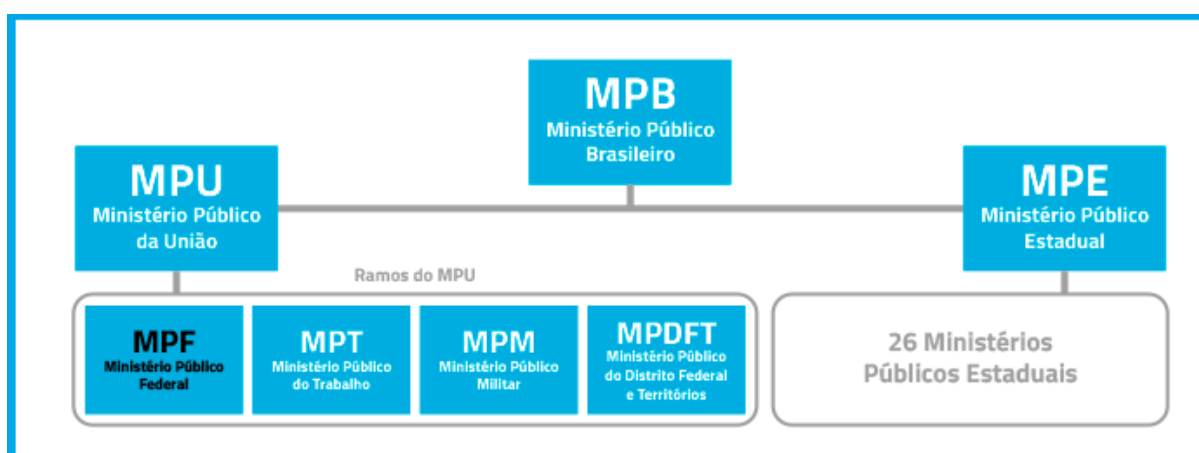 MPB
Ministério Público
Brasileiro
MPU
Ministério Público
da União
MPE
Ministério Público
Estadual
Ramos do MPU
MPF
Ministério Público
Federal
MPT
Ministério Público
do Trabalho
MPM
Ministério Público
Militar
MPDFT
Ministério Público
do Distrito Federal
e Territórios
26 Ministérios
Públicos Estaduais